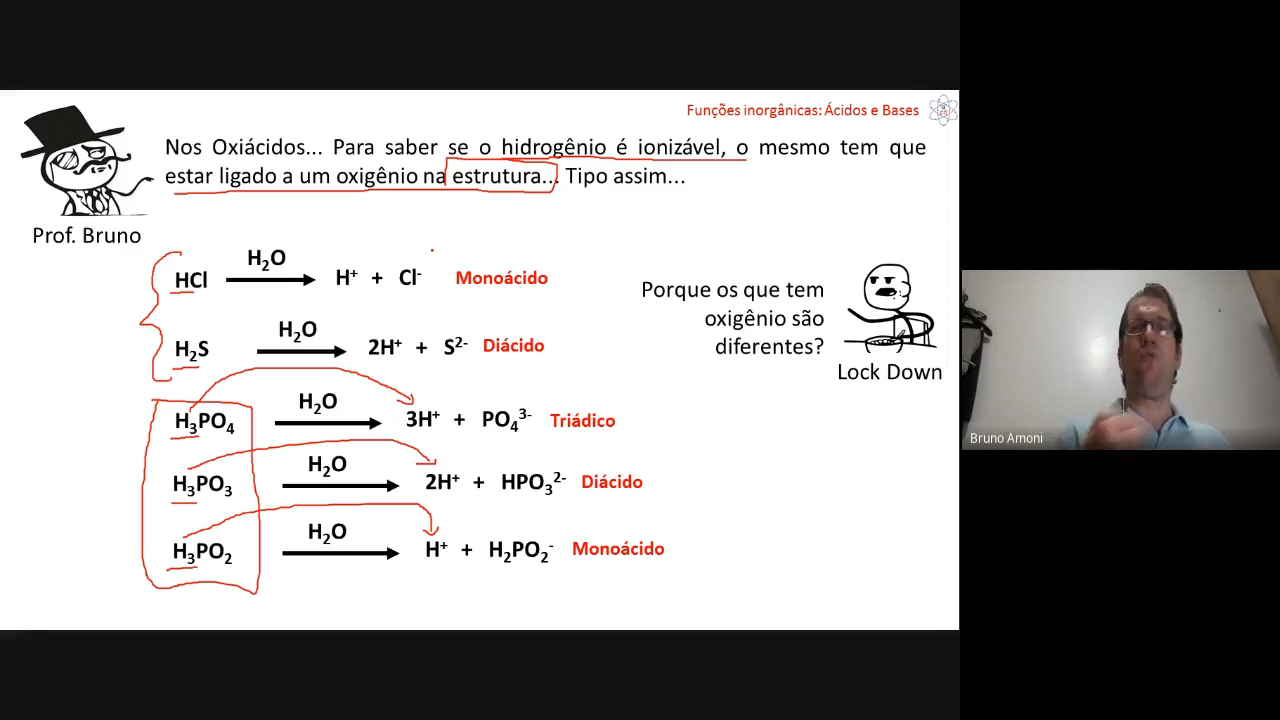 Funções inorgânicas: Ácidos e Bases
Nos Oxiácidos... Para saber se o hidrogênio é ionizável, o mesmo tem que
estar ligado a um oxigênio na estrutura... Tipo assim...
Prof. Bruno
HCl H₂O H⁺ + Cl⁻ Monoácido
H₂S H₂O 2H⁺ + S²⁻ Diácido
H₃PO₄ H₂O 3H⁺ + PO₄³⁻ Triádico
H₃PO₃ H₂O 2H⁺ + HPO₃²⁻ Diácido
H₃PO₂ H₂O H⁺ + H₂PO₂⁻ Monoácido
Porque os que tem
oxigênio são
diferentes?
Lock Down
Bruno Amoni